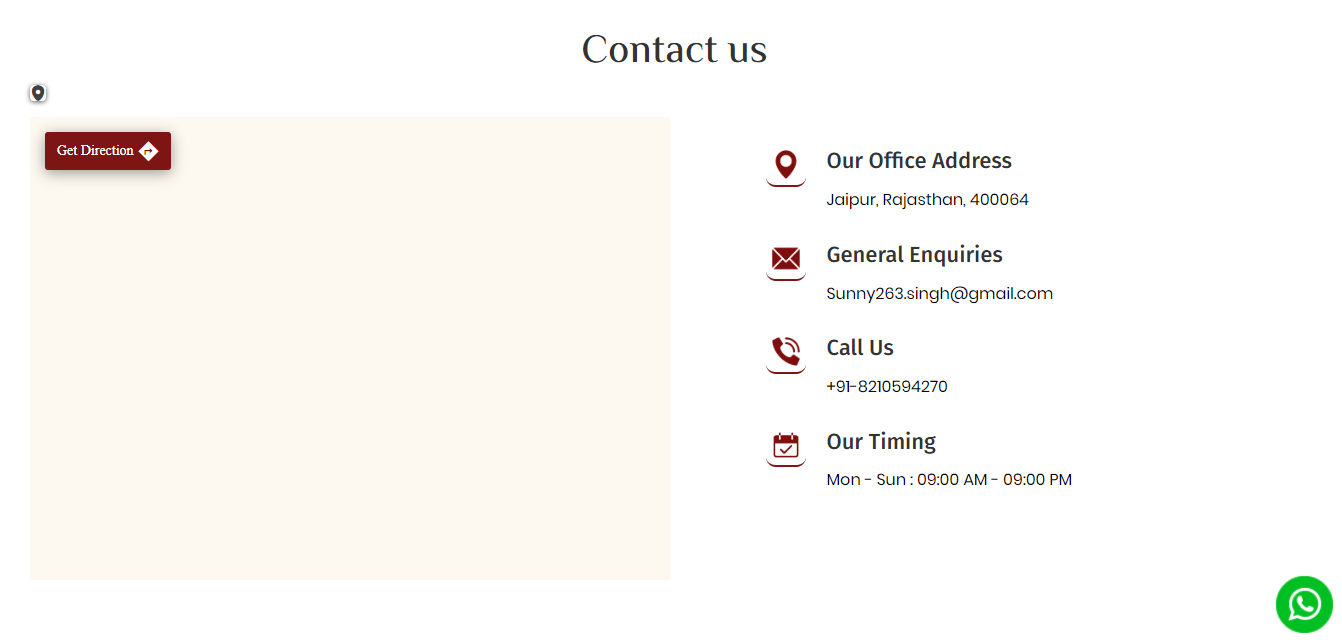 Contact us
Get Direction
Our Office Address
Jaipur, Rajasthan, 400064
General Enquiries
Sunny263.singh@gmail.com
Call Us
+91-8210594270
Our Timing
Mon - Sun : 09:00 AM - 09:00 PM